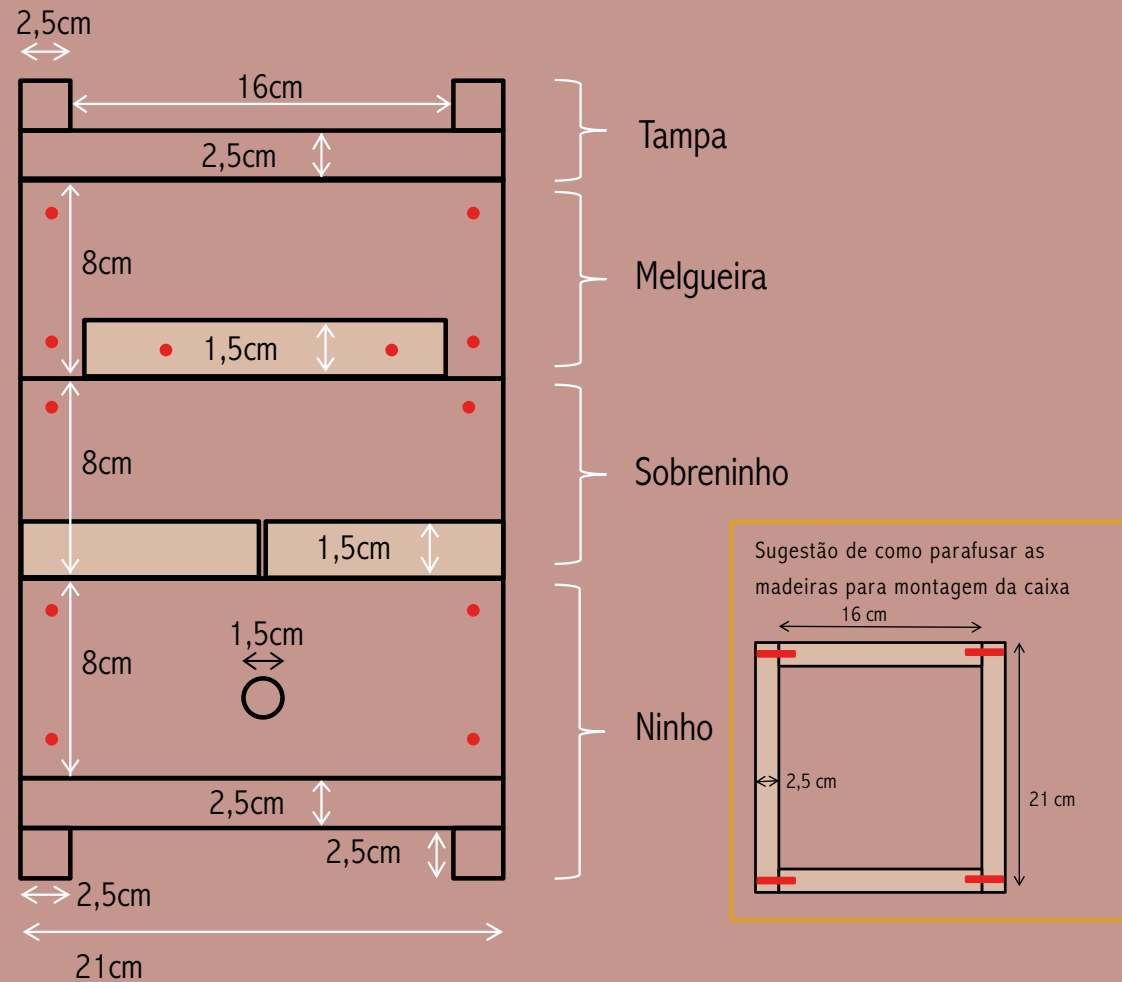 2,5cm
16cm
2,5cm
Tampa
8cm
Melgueira
1,5cm
8cm
Sobreninho
1,5cm
1,5cm
8cm
Ninho
2,5cm
2,5cm
2,5cm
21cm
Sugestão de como parafusar as
madeiras para montagem da caixa
16 cm
2,5 cm
21 cm